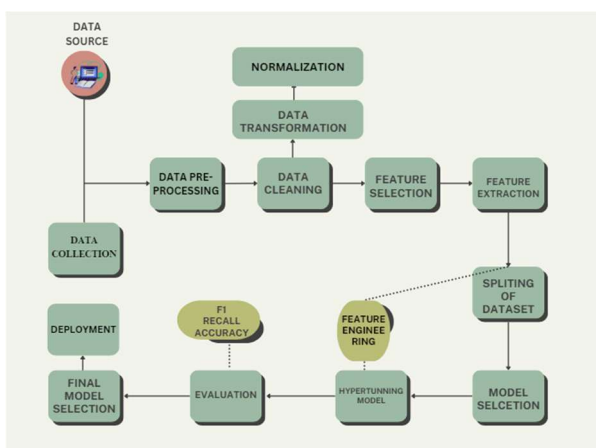 DATA
SOURCE
NORMALIZATION
DATA
TRANSFORMATION
DATA PRE-
PROCESSING
DATA
CLEANING
FEATURE
SELECTION
FEATURE
EXTRACTION
DATA
COLLECTION
SPLITING
OF
DATASET
F1
RECALL
ACCURACY
FEATURE
ENGINEE
RING
DEPLOYMENT
FINAL
MODEL
SELECTION
EVALUATION
HYPERTUNNING
MODEL
MODEL
SELCETION